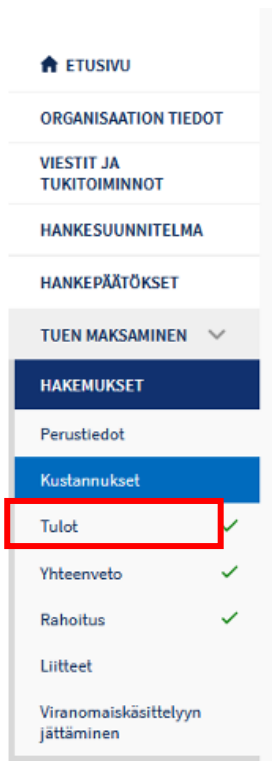 ETUSIVU
ORGANISAATION TIEDOT
VIESTIT JA
TUKITOIMINNOT
HANKESUUNNITELMA
HANKEPÄÄTÖKSET
TUEN MAKSAMINEN
HAKEMUKSET
Perustiedot
Kustannukset
Tulot
Yhteenveto
Rahoitus
Liitteet
Viranomaiskäsittelyyn
jättäminen